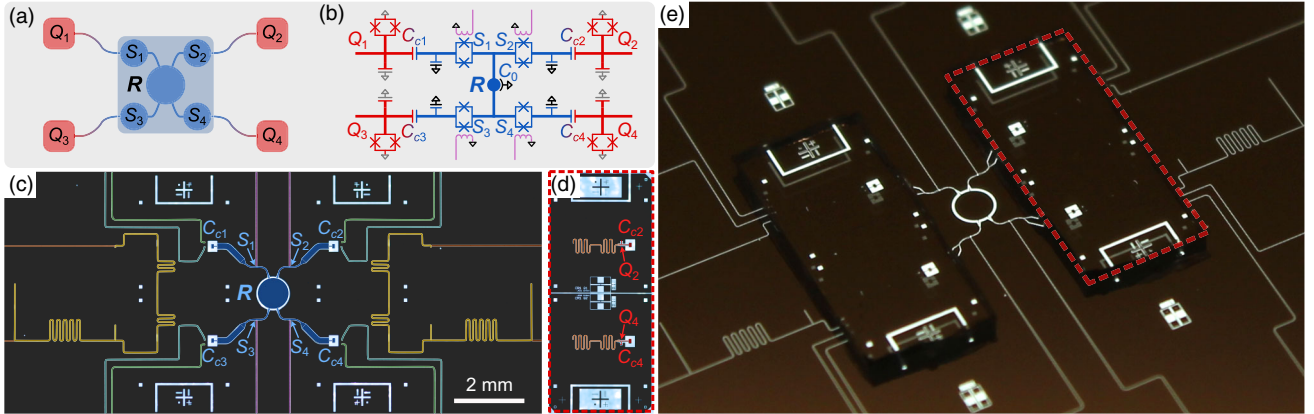 (a)
Q1
Q2
S1
S2
R
S3
S4
Q3
Q4
(b)
Q1
Cc1
S1
S2
Cc2
Q2
C0
R
Q3
Cc3
S3
S4
Cc4
Q4
(c)
Cc1
S1
S2
Cc2
R
Cc3
S3
S4
Cc4
2 mm
(d)
Cc2
Q2
Q4
Cc4
(e)